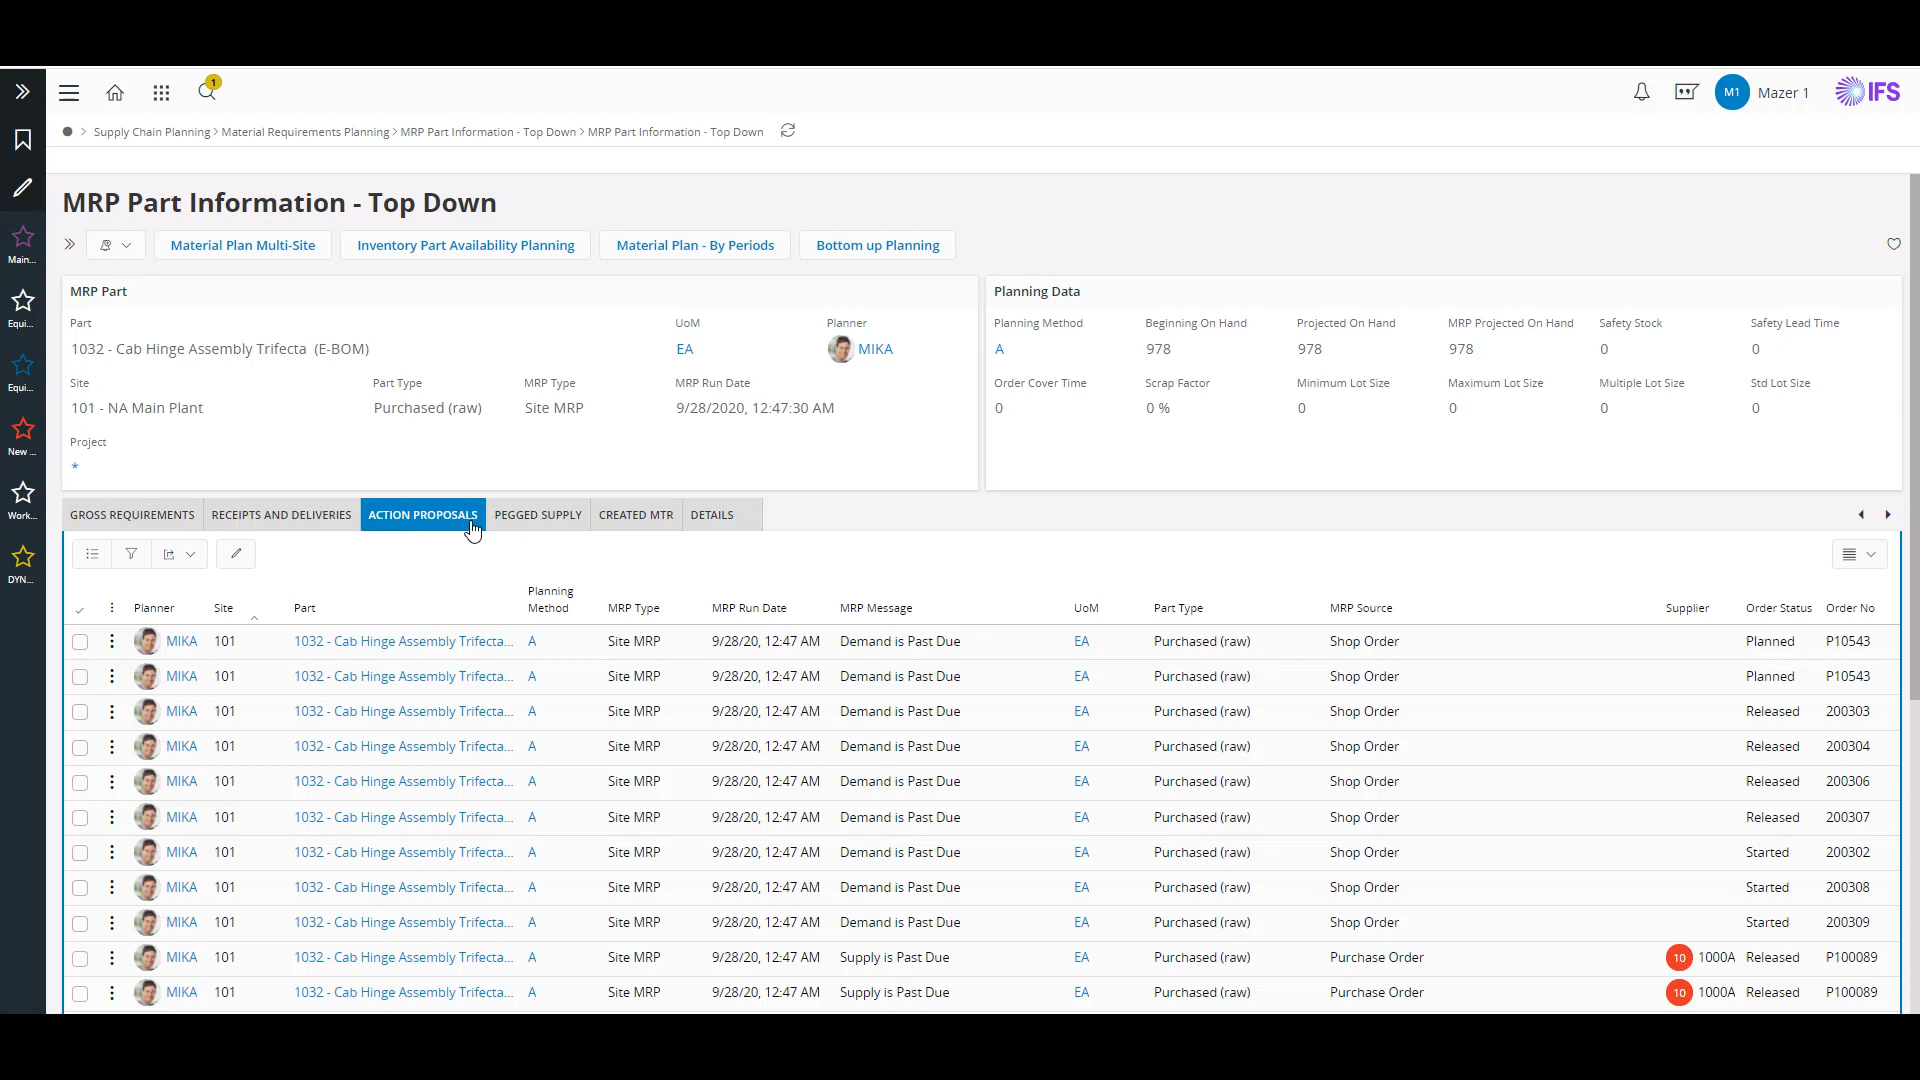 1
M1 Mazer 1 IFS
Supply Chain Planning > Material Requirements Planning > MRP Part Information - Top Down > MRP Part Information - Top Down
MRP Part Information - Top Down
Material Plan Multi-Site Inventory Part Availability Planning Material Plan - By Periods Bottom up Planning
Main...
Equi...
Equi...
New ...
Work...
DYN...
MRP Part
Part UoM Planner
1032 - Cab Hinge Assembly Trifecta (E-BOM) EA MIKA
Site Part Type MRP Type MRP Run Date
101 - NA Main Plant Purchased (raw) Site MRP 9/28/2020, 12:47:30 AM
Project
*
Planning Data
Planning Method Beginning On Hand Projected On Hand MRP Projected On Hand Safety Stock Safety Lead Time
A 978 978 978 0 0
Order Cover Time Scrap Factor Minimum Lot Size Maximum Lot Size Multiple Lot Size Std Lot Size
0 0 % 0 0 0 0
GROSS REQUIREMENTS RECEIPTS AND DELIVERIES ACTION PROPOSALS PEGGED SUPPLY CREATED MTR DETAILS
Planner Site Part Planning Method MRP Type MRP Run Date MRP Message UoM Part Type MRP Source Supplier Order Status Order No
MIKA 101 1032 - Cab Hinge Assembly Trifecta... A Site MRP 9/28/20, 12:47 AM Demand is Past Due EA Purchased (raw) Shop Order Planned P10543
MIKA 101 1032 - Cab Hinge Assembly Trifecta... A Site MRP 9/28/20, 12:47 AM Demand is Past Due EA Purchased (raw) Shop Order Planned P10543
MIKA 101 1032 - Cab Hinge Assembly Trifecta... A Site MRP 9/28/20, 12:47 AM Demand is Past Due EA Purchased (raw) Shop Order Released 200303
MIKA 101 1032 - Cab Hinge Assembly Trifecta... A Site MRP 9/28/20, 12:47 AM Demand is Past Due EA Purchased (raw) Shop Order Released 200304
MIKA 101 1032 - Cab Hinge Assembly Trifecta... A Site MRP 9/28/20, 12:47 AM Demand is Past Due EA Purchased (raw) Shop Order Released 200306
MIKA 101 1032 - Cab Hinge Assembly Trifecta... A Site MRP 9/28/20, 12:47 AM Demand is Past Due EA Purchased (raw) Shop Order Released 200307
MIKA 101 1032 - Cab Hinge Assembly Trifecta... A Site MRP 9/28/20, 12:47 AM Demand is Past Due EA Purchased (raw) Shop Order Started 200302
MIKA 101 1032 - Cab Hinge Assembly Trifecta... A Site MRP 9/28/20, 12:47 AM Demand is Past Due EA Purchased (raw) Shop Order Started 200308
MIKA 101 1032 - Cab Hinge Assembly Trifecta... A Site MRP 9/28/20, 12:47 AM Demand is Past Due EA Purchased (raw) Shop Order Started 200309
MIKA 101 1032 - Cab Hinge Assembly Trifecta... A Site MRP 9/28/20, 12:47 AM Supply is Past Due EA Purchased (raw) Purchase Order 10 1000A Released P100089
MIKA 101 1032 - Cab Hinge Assembly Trifecta... A Site MRP 9/28/20, 12:47 AM Supply is Past Due EA Purchased (raw) Purchase Order 10 1000A Released P100089